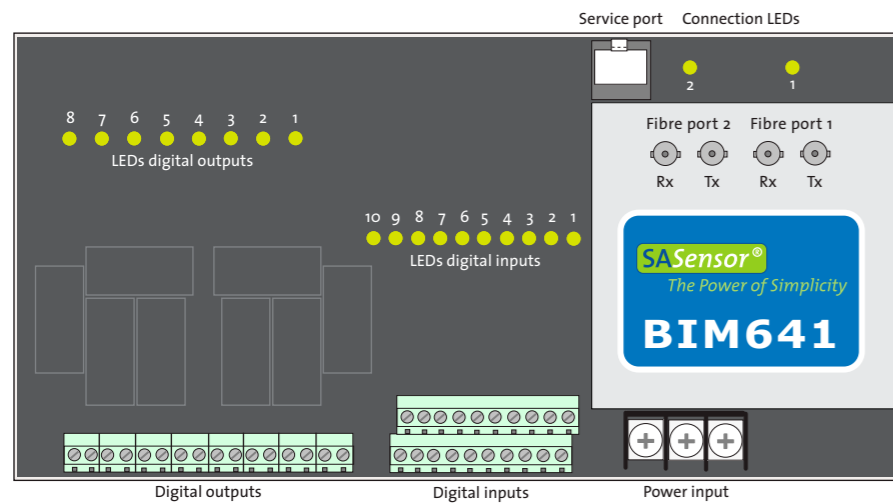 Service port Connection LEDs
2 1
8 7 6 5 4 3 2 1
LEDs digital outputs
Fibre port 2 Fibre port 1
Rx Tx Rx Tx
10 9 8 7 6 5 4 3 2 1
LEDs digital inputs
SASensor®
The Power of Simplicity
BIM641
Digital outputs Digital inputs Power input